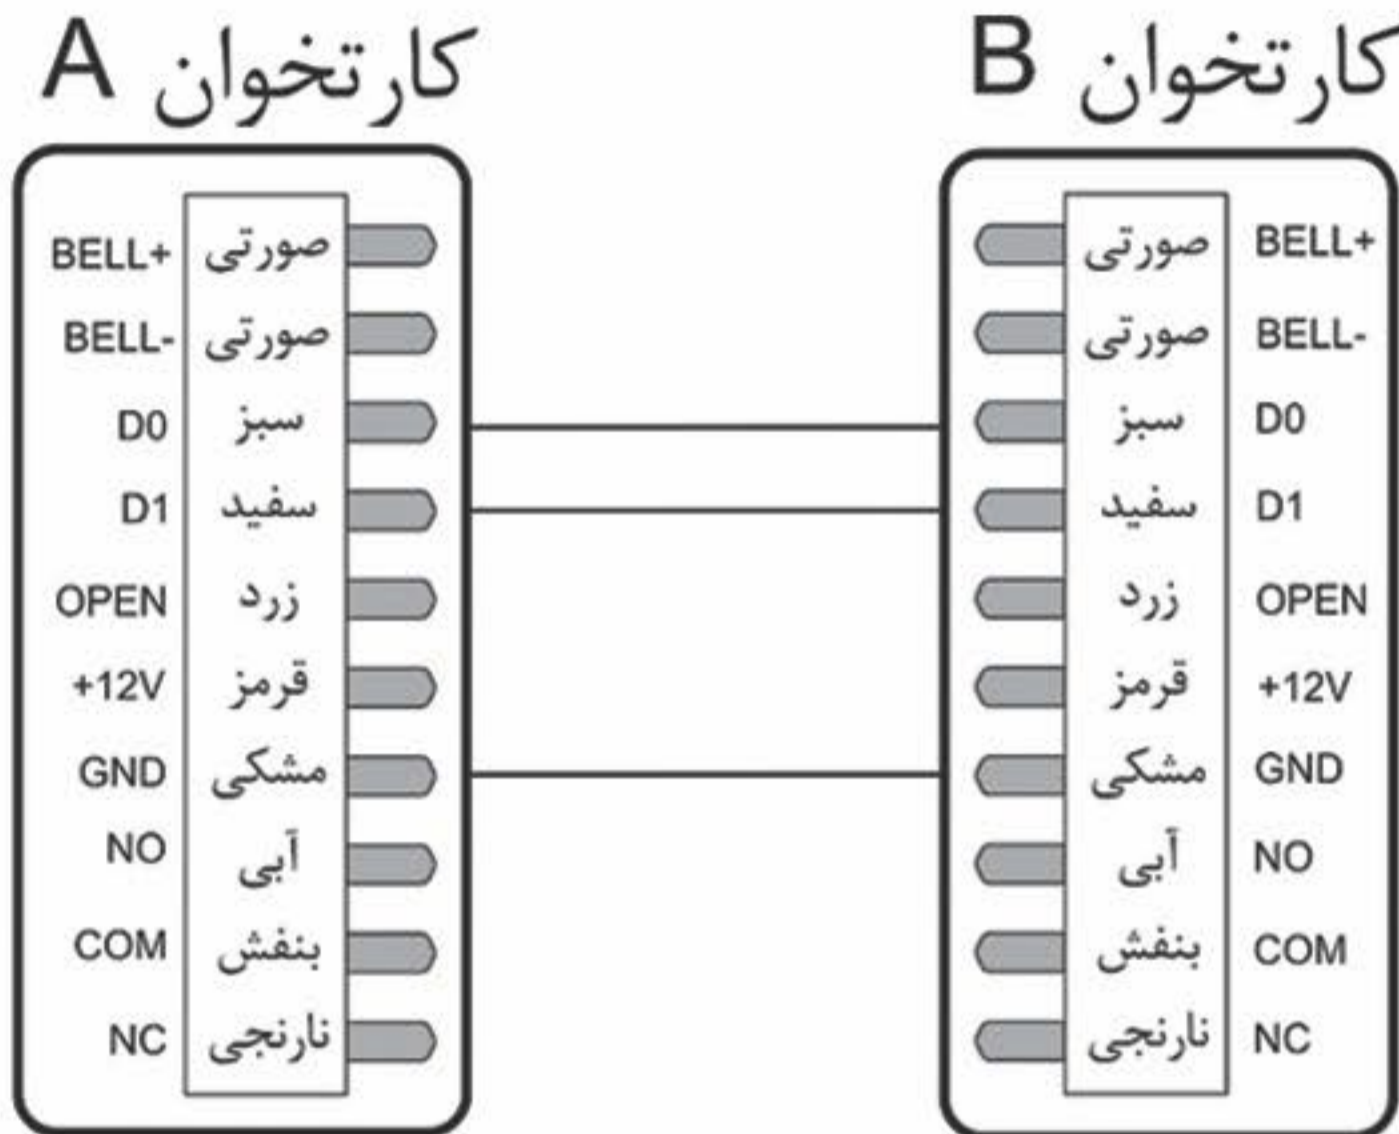 کارتخوان A
کارتخوان B
BELL+ صورتی
صورتی BELL+
BELL- صورتی
صورتی BELL-
D0 سبز
سبز D0
D1 سفید
سفید D1
OPEN زرد
زرد OPEN
+12V قرمز
قرمز +12V
GND مشکی
مشکی GND
NO آبی
آبی NO
COM بنفش
بنفش COM
NC نارنجی
نارنجی NC